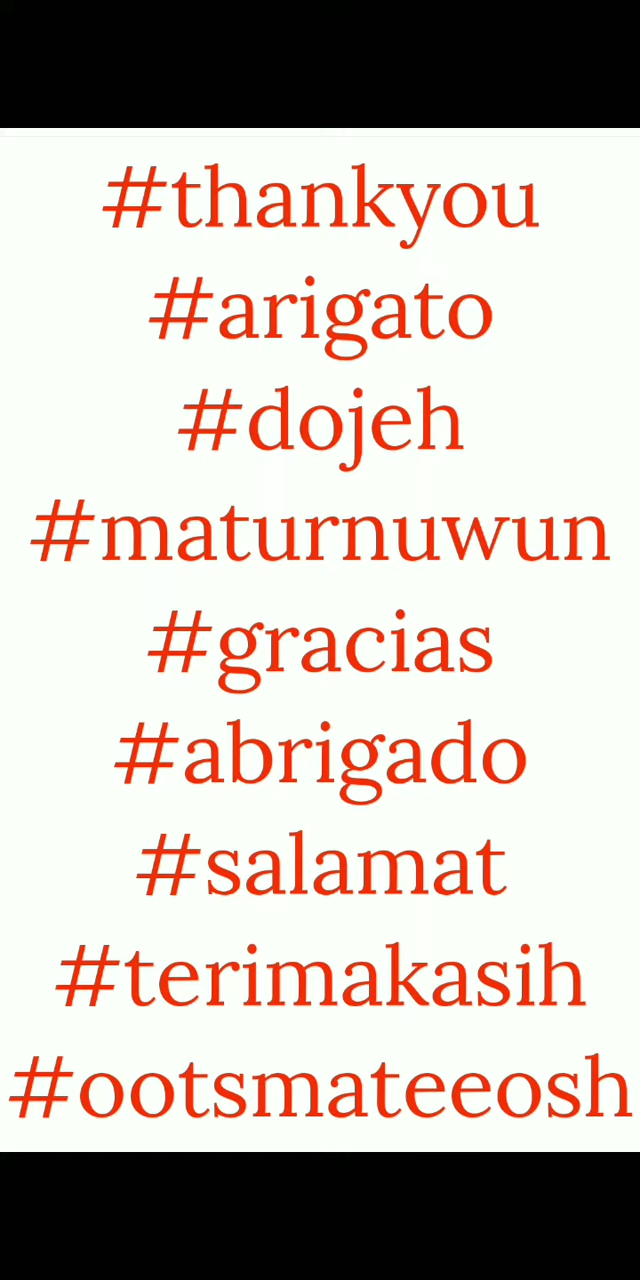 #thankyou
#arigato
#dojeh
#maturnuwun
#gracias
#abrigado
#salamat
#terimakasih
#ootsmateeosh